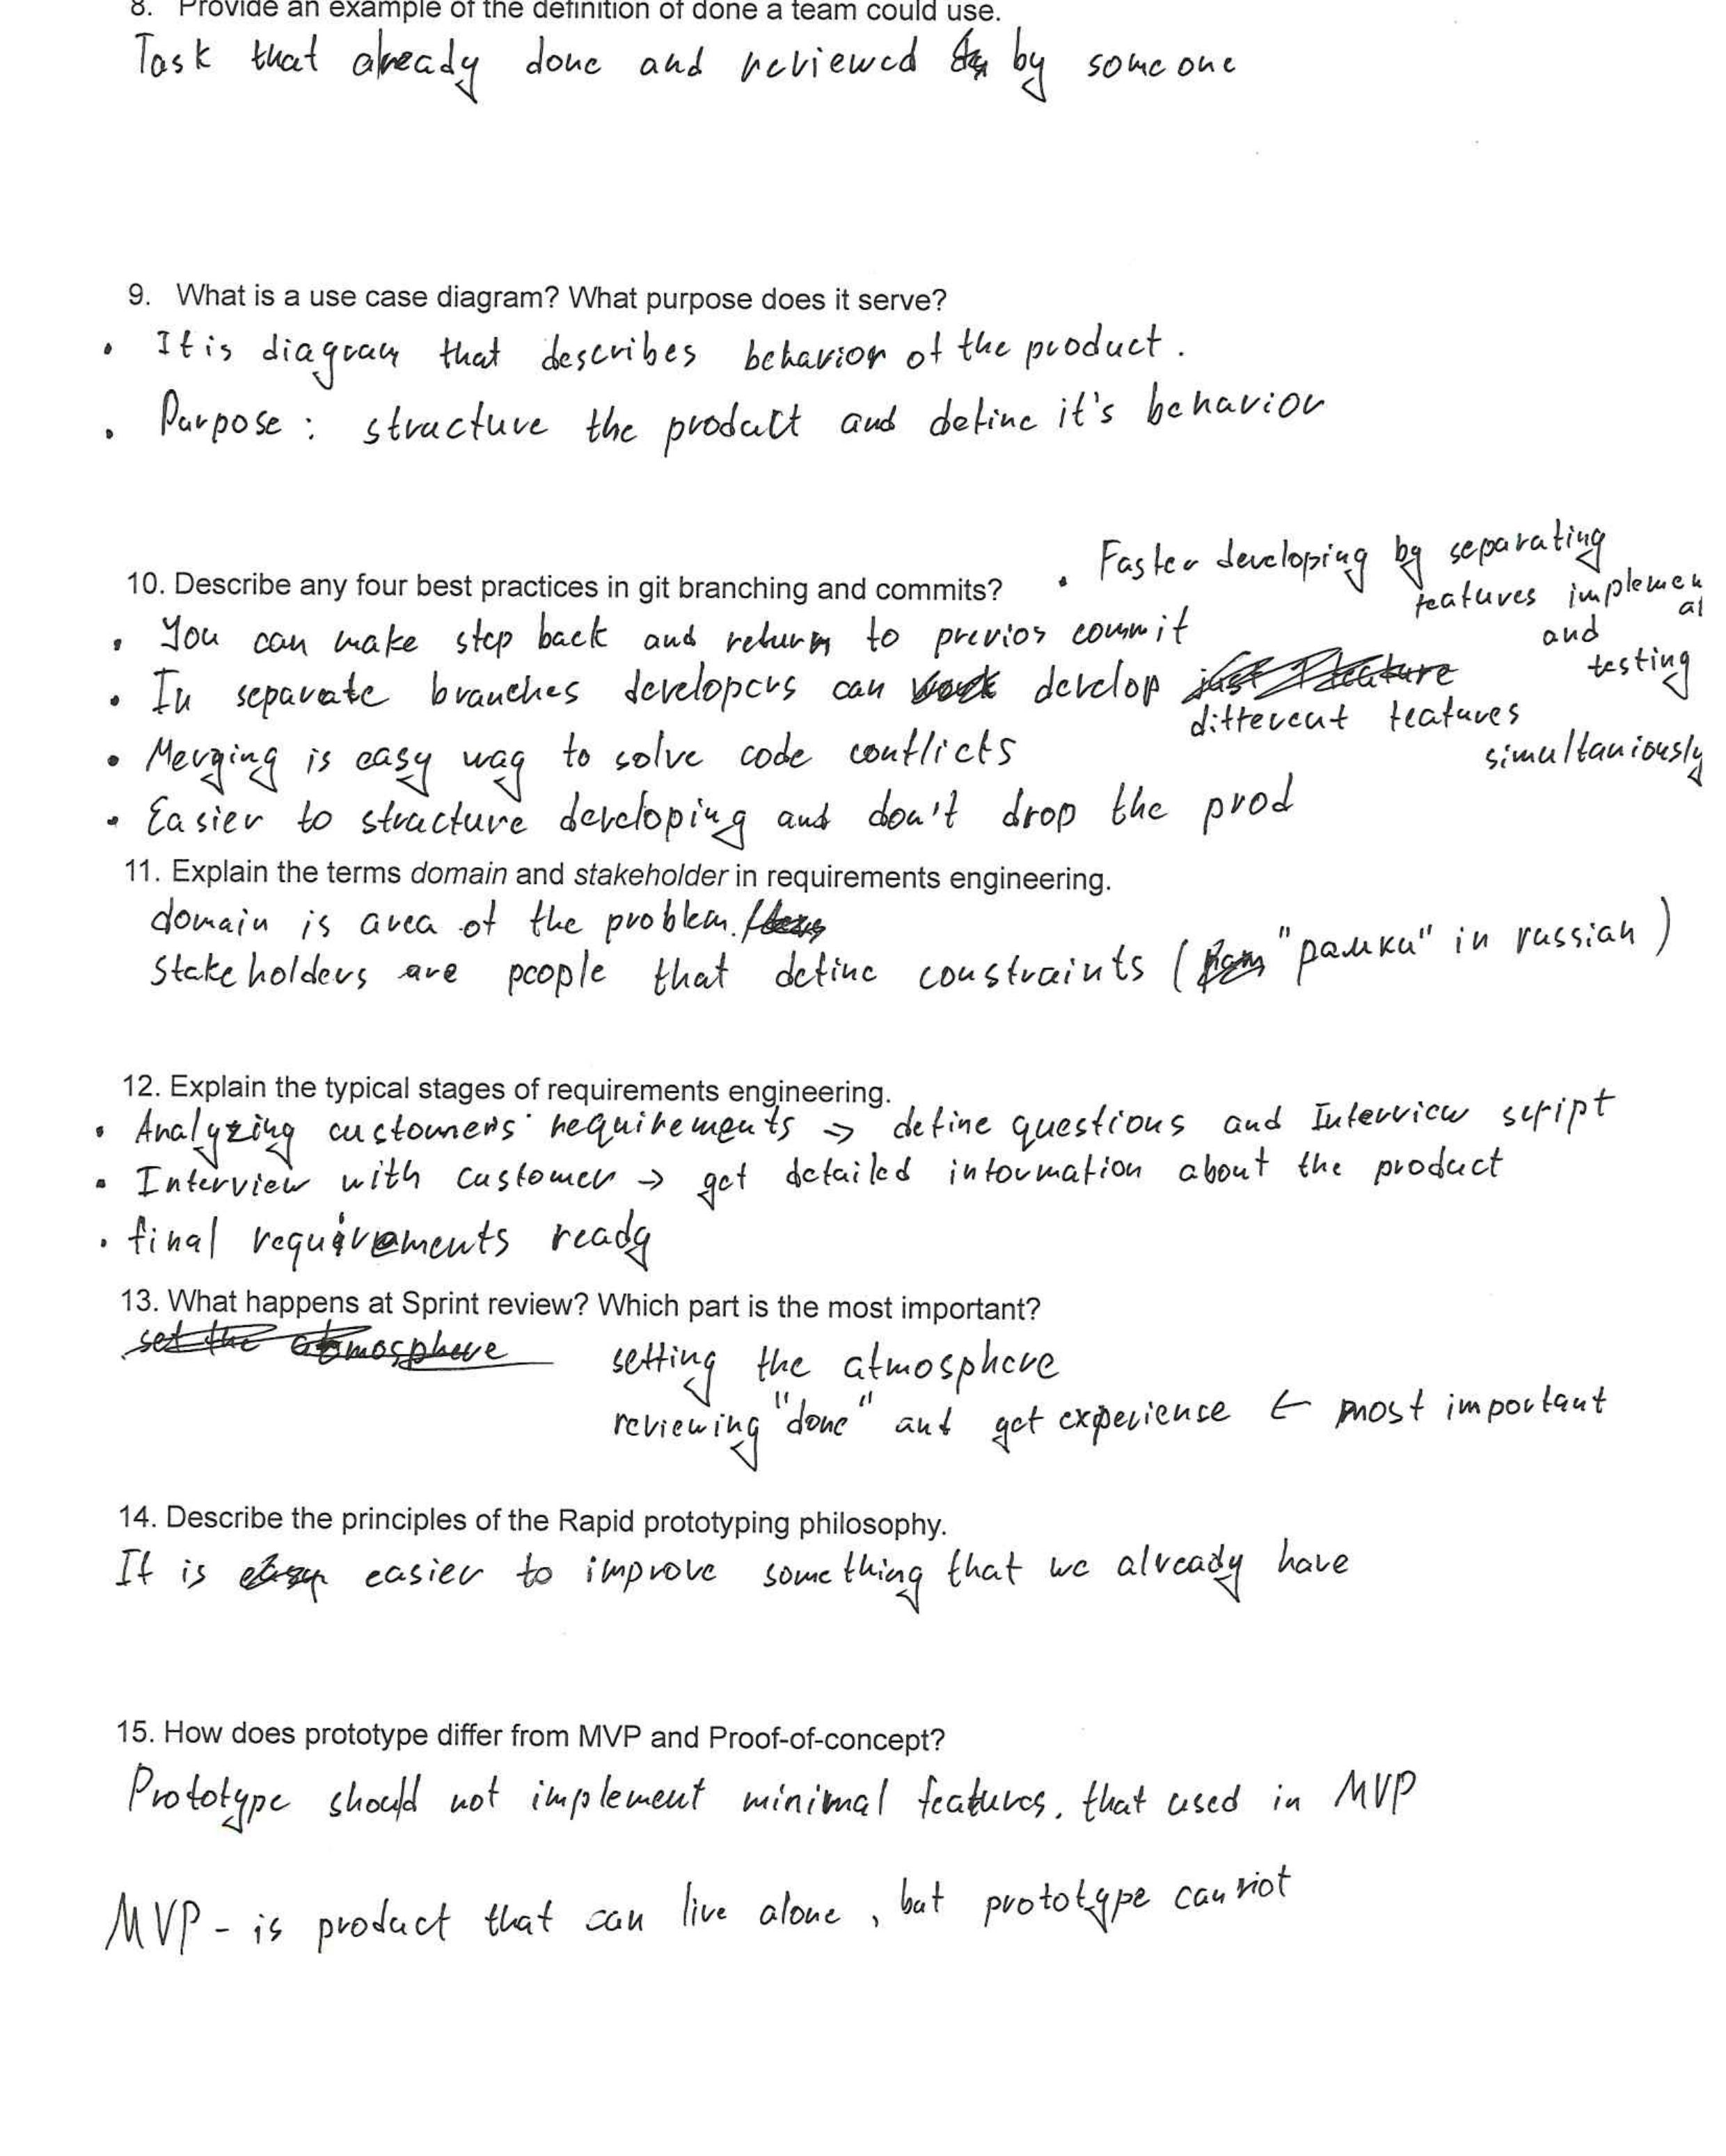 8. Provide an example of the definition of done a team could use.
Task that already done and reviewed by someone
9. What is a use case diagram? What purpose does it serve?
• It is diagram that describes behavior of the product.
• Purpose: structure the product and define it's behavior
10. Describe any four best practices in git branching and commits?
• Faster developing by separating
features implemen
at
and
testing
• You can make step back and return to previos commit
• In separate branches developers can develop
different features
simultaniously
• Merging is easy way to solve code conflicts
• Easier to structure developing and don't drop the prod
11. Explain the terms domain and stakeholder in requirements engineering.
domain is area of the problem.
Stakeholders are people that define constraints ( "рамки" in russian )
12. Explain the typical stages of requirements engineering.
• Analyzing customers' requirements → define questions and Interview script
• Interview with customer → get detailed information about the product
• final requirements ready
13. What happens at Sprint review? Which part is the most important?
set the atmosphere
setting the atmosphere
reviewing "done" and get experience ← most important
14. Describe the principles of the Rapid prototyping philosophy.
It is easier to improve something that we already have
15. How does prototype differ from MVP and Proof-of-concept?
Prototype should not implement minimal features, that used in MVP
MVP - is product that can live alone, but prototype cannot